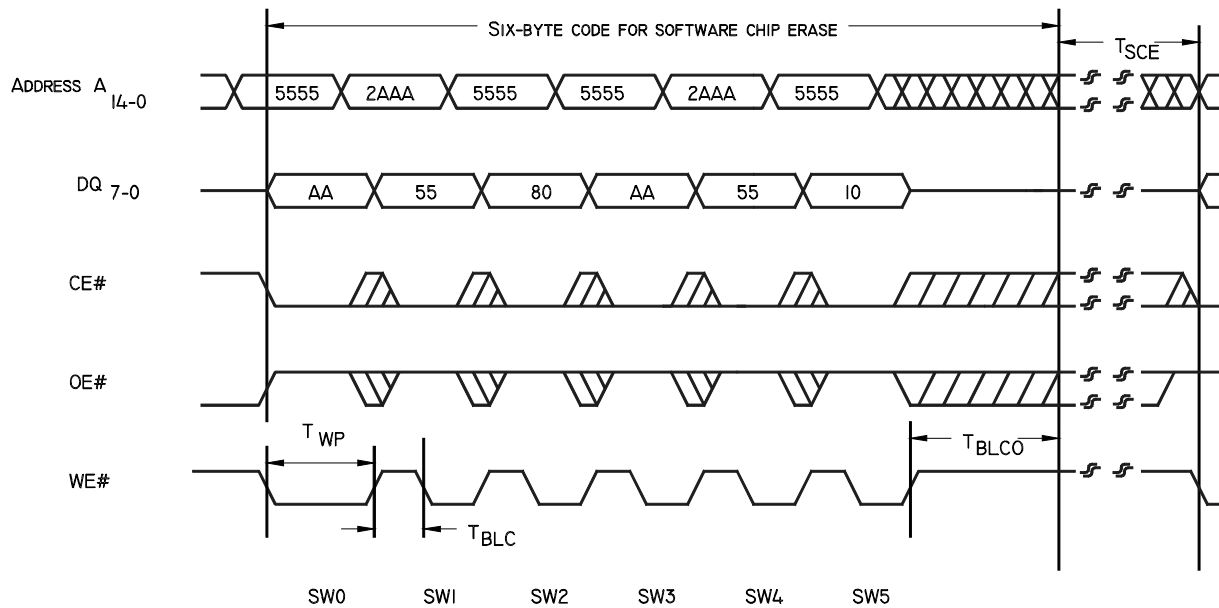 SIX-BYTE CODE FOR SOFTWARE CHIP ERASE
TSCE
ADDRESS A14-0
5555 2AAA 5555 5555 2AAA 5555
DQ 7-0
AA 55 80 AA 55 10
CE#
OE#
TWP
TBLCO
WE#
TBLC
SW0 SW1 SW2 SW3 SW4 SW5